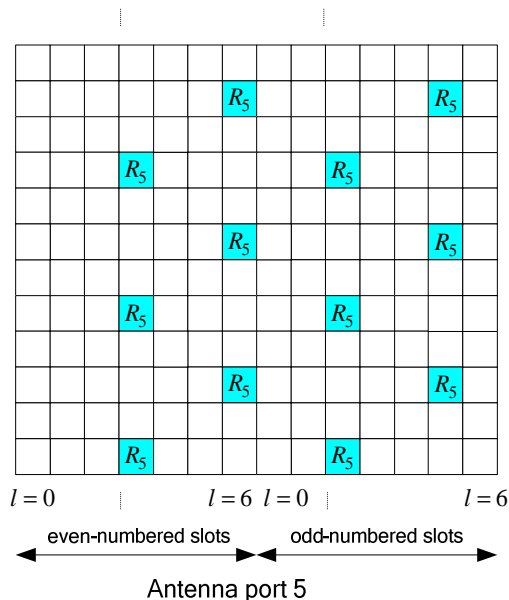 R₅ R₅
R₅ R₅
R₅ R₅
R₅ R₅
R₅ R₅
R₅ R₅
l = 0 l = 6 l = 0 l = 6
even-numbered slots odd-numbered slots
Antenna port 5